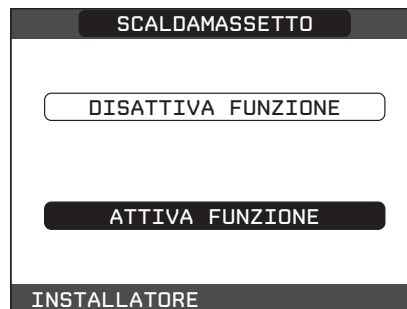 SCALDAMASSETTO
DISATTIVA FUNZIONE
ATTIVA FUNZIONE
INSTALLATORE